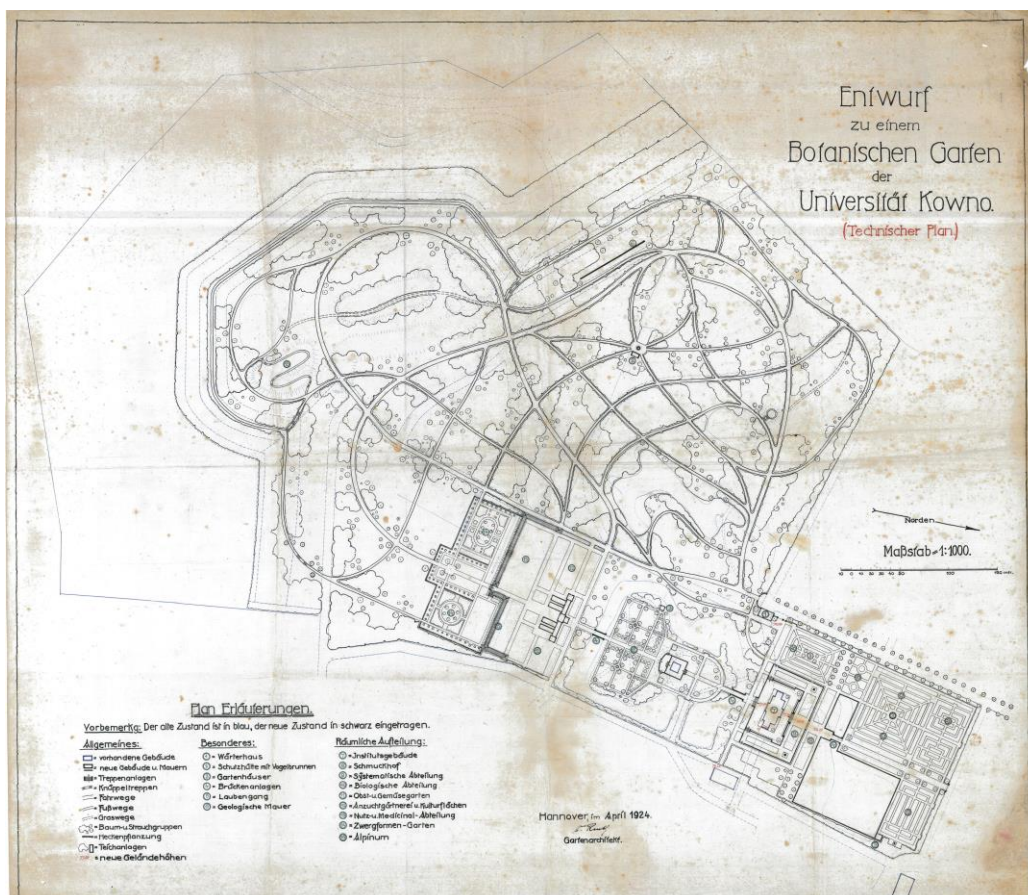 Entwurf
zu einem
Botanischen Garten
der
Universität Kowno.
(Technischer Plan.)
Norden
Maßstab = 1:1000.
Plan Erläuterungen.
Vorbemerkg: Der alte Zustand ist in blau, der neue Zustand in schwarz eingetragen.
Allgemeines:
= vorhandene Gebäude
= neue Gebäude u. Mauern
= Treppenanlagen
= Knüppeltreppen
= Fahrwege
= Fußwege
= Graswege
= Baum- u. Strauchgruppen
= Heckenpflanzung
= Teichanlagen
= neue Geländehöhen
Besonderes:
= Wärterhaus
= Schutzhütte mit Vogelbrunnen
= Gartenhäuser
= Brückenanlagen
= Laubengang
= Geologische Mauer
Räumliche Aufteilung:
= Institutsgebäude
= Schmuckhof
= Systematische Abteilung
= Biologische Abteilung
= Obst- u. Gemüsegarten
= Anzuchtgärtnerei u. Kulturflächen
= Nutz- u. Medicinal-Abteilung
= Zwergformen-Garten
= Alpinum
Hannover, im April 1924.
Gartenarchitekt.